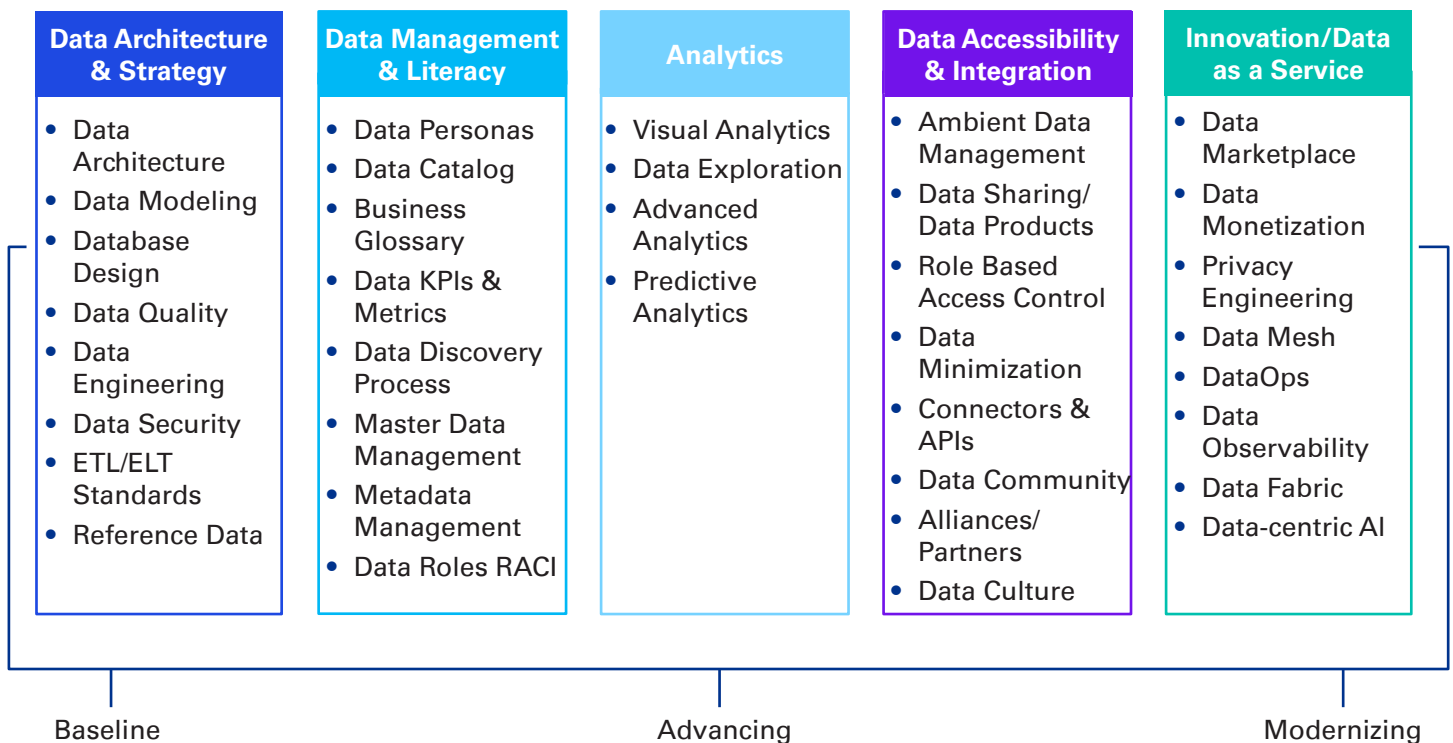 Data Architecture
& Strategy
• Data
Architecture
• Data Modeling
• Database
Design
• Data Quality
• Data
Engineering
• Data Security
• ETL/ELT
Standards
• Reference Data
Data Management
& Literacy
• Data Personas
• Data Catalog
• Business
Glossary
• Data KPIs &
Metrics
• Data Discovery
Process
• Master Data
Management
• Metadata
Management
• Data Roles RACI
Analytics
• Visual Analytics
• Data Exploration
• Advanced
Analytics
• Predictive
Analytics
Data Accessibility
& Integration
• Ambient Data
Management
• Data Sharing/
Data Products
• Role Based
Access Control
• Data
Minimization
• Connectors &
APIs
• Data Community
• Alliances/
Partners
• Data Culture
Innovation/Data
as a Service
• Data
Marketplace
• Data
Monetization
• Privacy
Engineering
• Data Mesh
• DataOps
• Data
Observability
• Data Fabric
• Data-centric AI
Baseline
Advancing
Modernizing